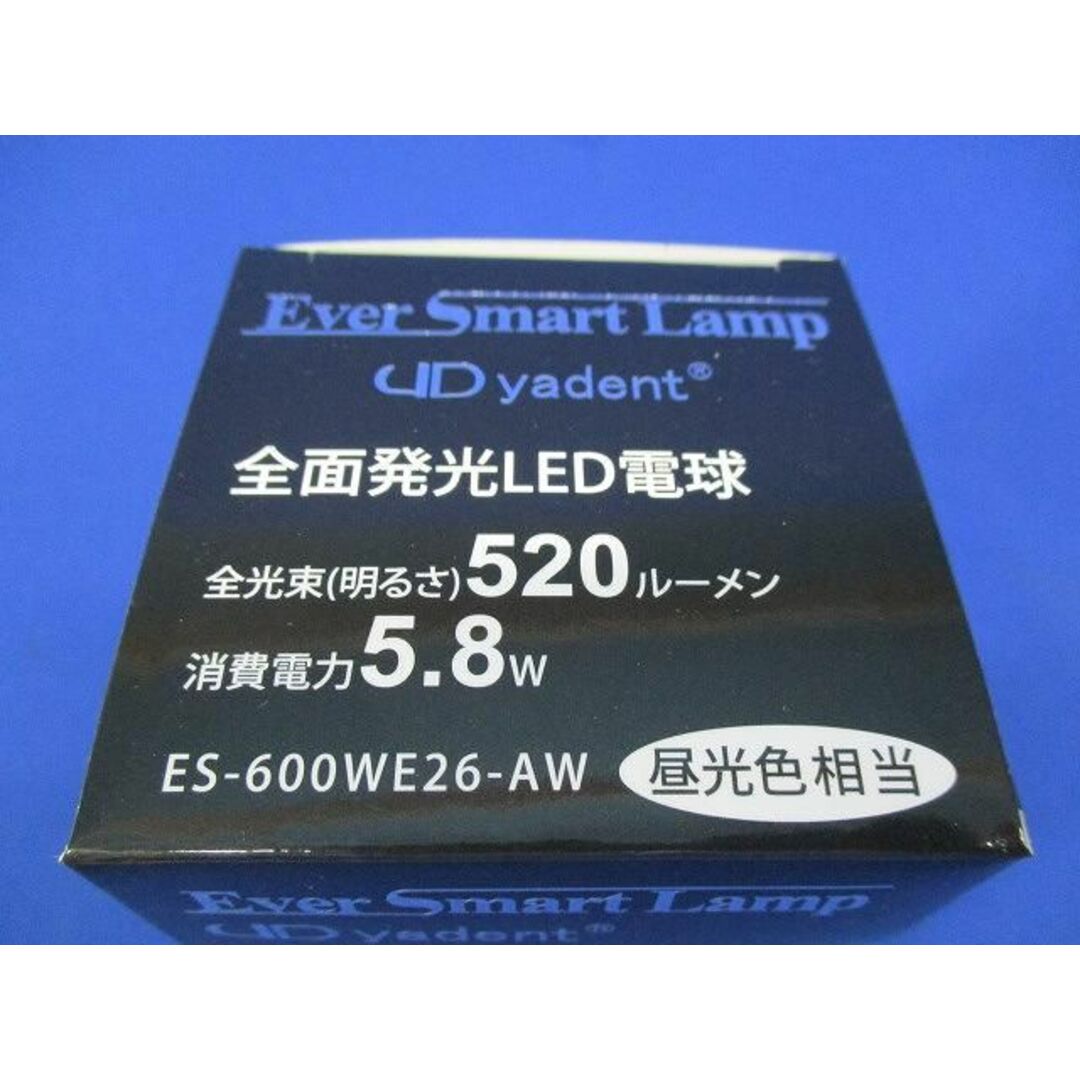 Ever Smart Lamp
UD yadent®
全面発光LED電球
全光束(明るさ)520ルーメン
消費電力5.8W
ES-600WE26-AW
昼光色相当
Ever Smart Lamp
UD yadent®